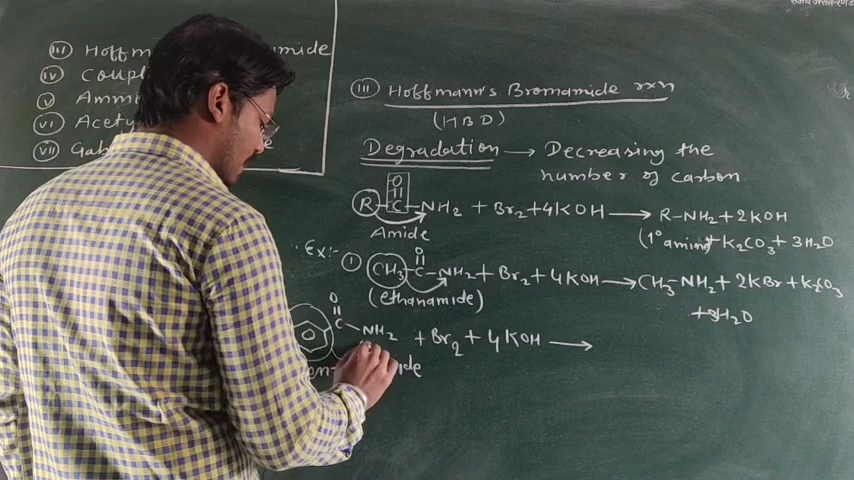 III Hoffm mide
IV Coupl
V Ammi
VI Acety
VII Gab e
III Hoffmann's Bromamide rxn
(HBD)
Degradation → Decreasing the
number of carbon
O
R-C-NH2 + Br2+4KOH → R-NH2+2KOH
Amide (1° amine+ K2CO3+ 3H2O
Ex:- O
1 CH3-C-NH2+Br2+4KOH → CH3-NH2+2KBr+K2CO3
(ethanamide) +2H2O
O
C-NH2 +Br2+4KOH →
en ide